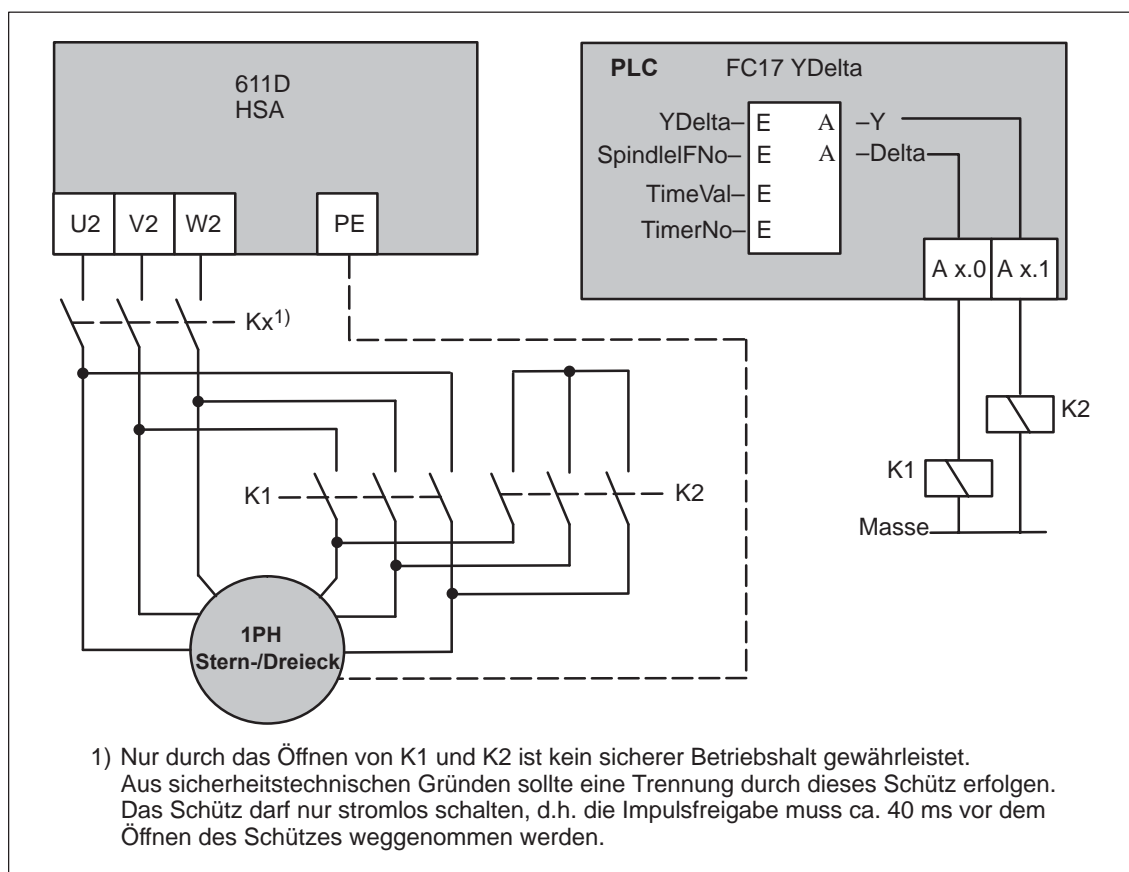 611D
HSA
U2 V2 W2 PE
Kx1)
K1
K2
1PH
Stern-/Dreieck
PLC FC17 YDelta
YDelta– E A –Y
SpindleIFNo– E A –Delta
TimeVal– E
TimerNo– E
A x.0 A x.1
K2
K1
Masse
1) Nur durch das Öffnen von K1 und K2 ist kein sicherer Betriebshalt gewährleistet.
Aus sicherheitstechnischen Gründen sollte eine Trennung durch dieses Schütz erfolgen.
Das Schütz darf nur stromlos schalten, d.h. die Impulsfreigabe muss ca. 40 ms vor dem
Öffnen des Schützes weggenommen werden.